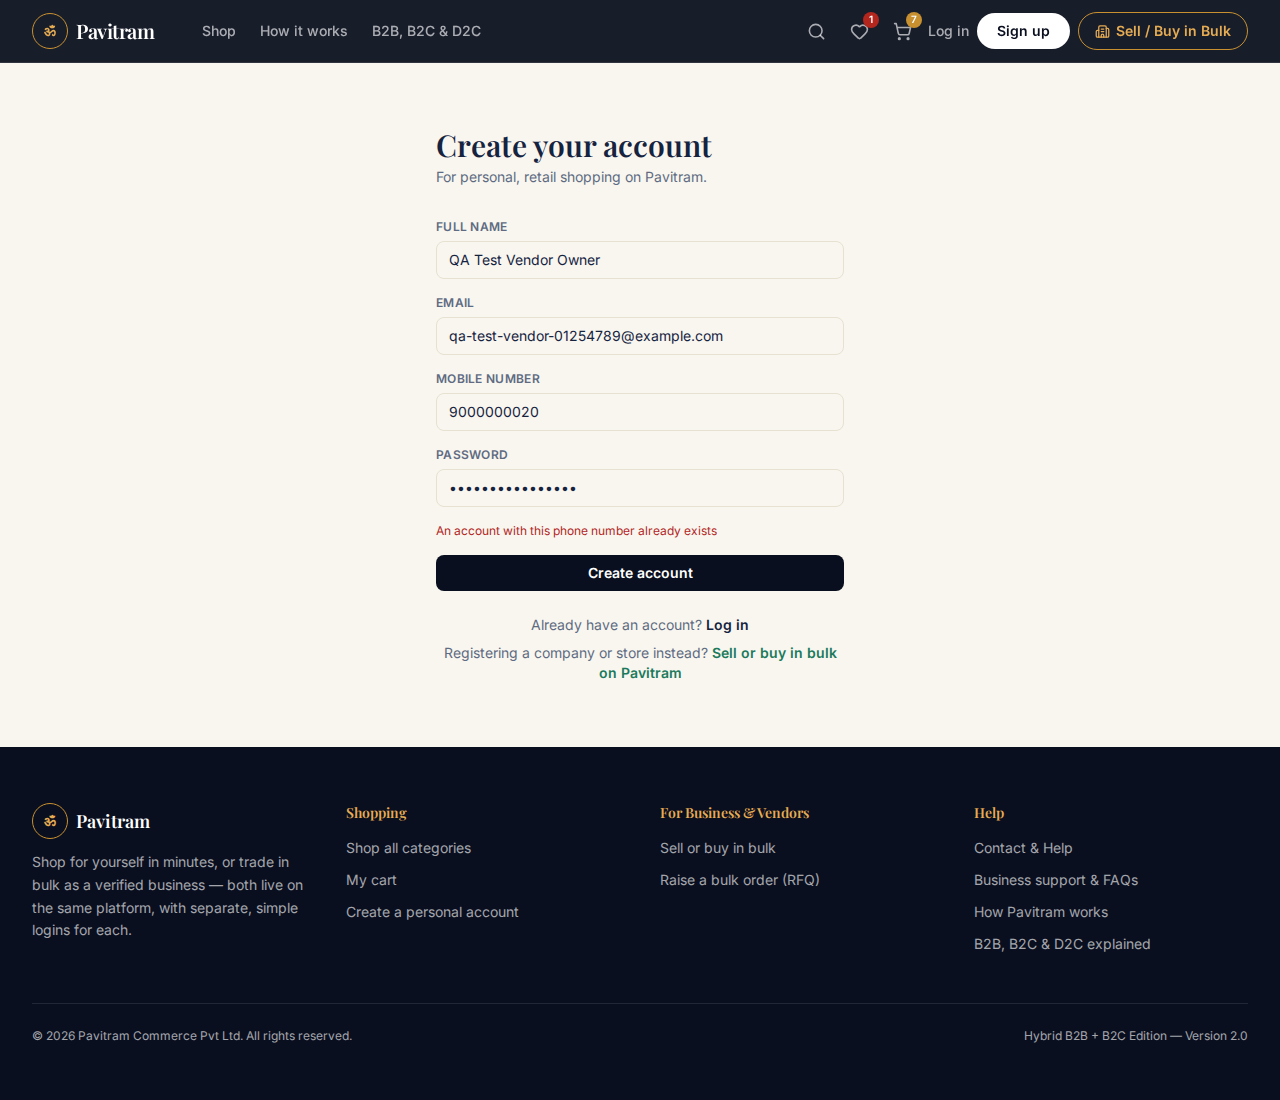 ॐ Pavitram Shop How it works B2B, B2C & D2C 1 7 Log in Sign up Sell / Buy in Bulk
Create your account
For personal, retail shopping on Pavitram.
FULL NAME
QA Test Vendor Owner
EMAIL
qa-test-vendor-01254789@example.com
MOBILE NUMBER
9000000020
PASSWORD
••••••••••••••••
An account with this phone number already exists
Create account
Already have an account? Log in
Registering a company or store instead? Sell or buy in bulk
on Pavitram
ॐ Pavitram
Shop for yourself in minutes, or trade in
bulk as a verified business — both live on
the same platform, with separate, simple
logins for each.
Shopping
Shop all categories
My cart
Create a personal account
For Business & Vendors
Sell or buy in bulk
Raise a bulk order (RFQ)
Help
Contact & Help
Business support & FAQs
How Pavitram works
B2B, B2C & D2C explained
© 2026 Pavitram Commerce Pvt Ltd. All rights reserved.
Hybrid B2B + B2C Edition — Version 2.0